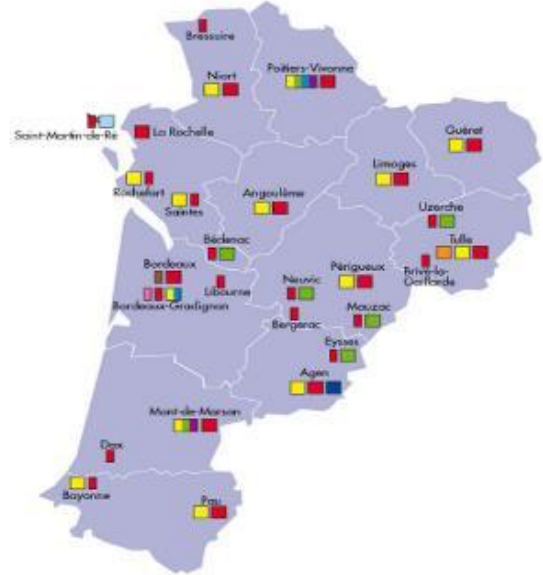 Bressuire
Niort
Poitiers-Vivonne
Saint-Martin-de-Ré
La Rochelle
Guéret
Limoges
Rochefort
Saintes
Angoulême
Uzerche
Tulle
Brive-la-
Gaillarde
Bédenac
Bordeaux
Bordeaux-Gradignan
Libourne
Neuvic
Périgueux
Bergerac
Mauzac
Eysses
Agen
Mont-de-Marsan
Dax
Bayonne
Pau